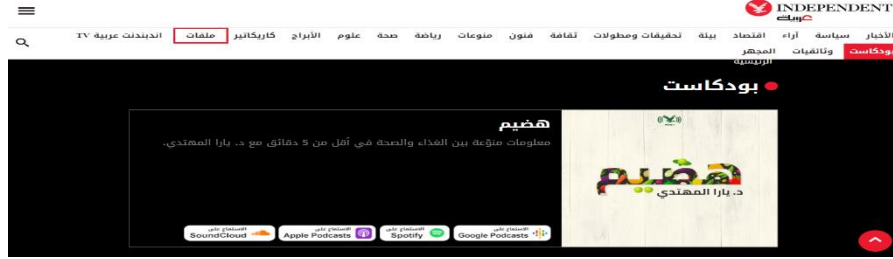 INDEPENDENT
عربية
الأخبار سياسة آراء اقتصاد بيئة تحقيقات ومطولات ثقافة فنون منوعات رياضة صحة علوم الأبراج كاريكاتير ملفات اندبندنت عربية TV
بودكاست وثائقيات المجهر
الرئيسية
بودكاست
هضيم
معلومات منوّعة بين الغذاء والصحة في أقل من 5 دقائق مع د. يارا المهتدي.
هضيم
د. يارا المهتدي
الاستماع على Google Podcasts
الاستماع على Spotify
الاستماع على Apple Podcasts
الاستماع على SoundCloud